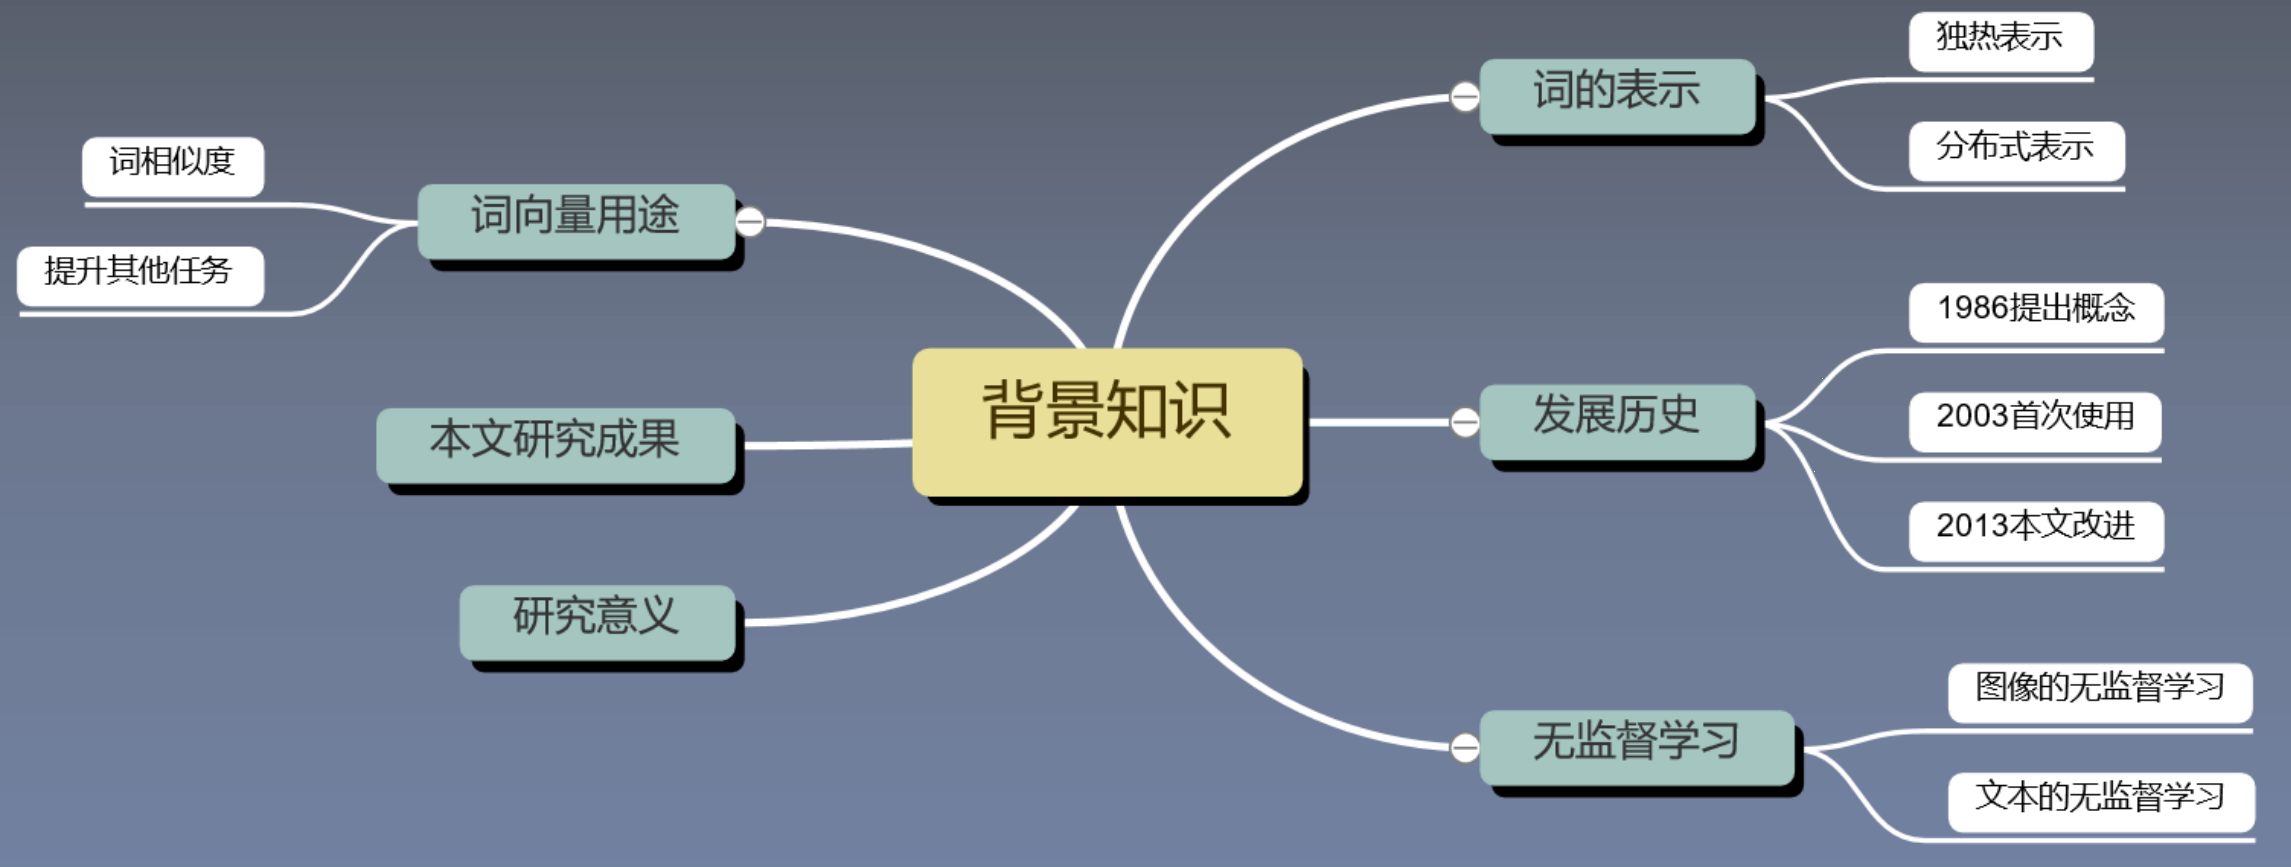 背景知识
词的表示
独热表示
分布式表示
发展历史
1986提出概念
2003首次使用
2013本文改进
无监督学习
图像的无监督学习
文本的无监督学习
词向量用途
词相似度
提升其他任务
本文研究成果
研究意义